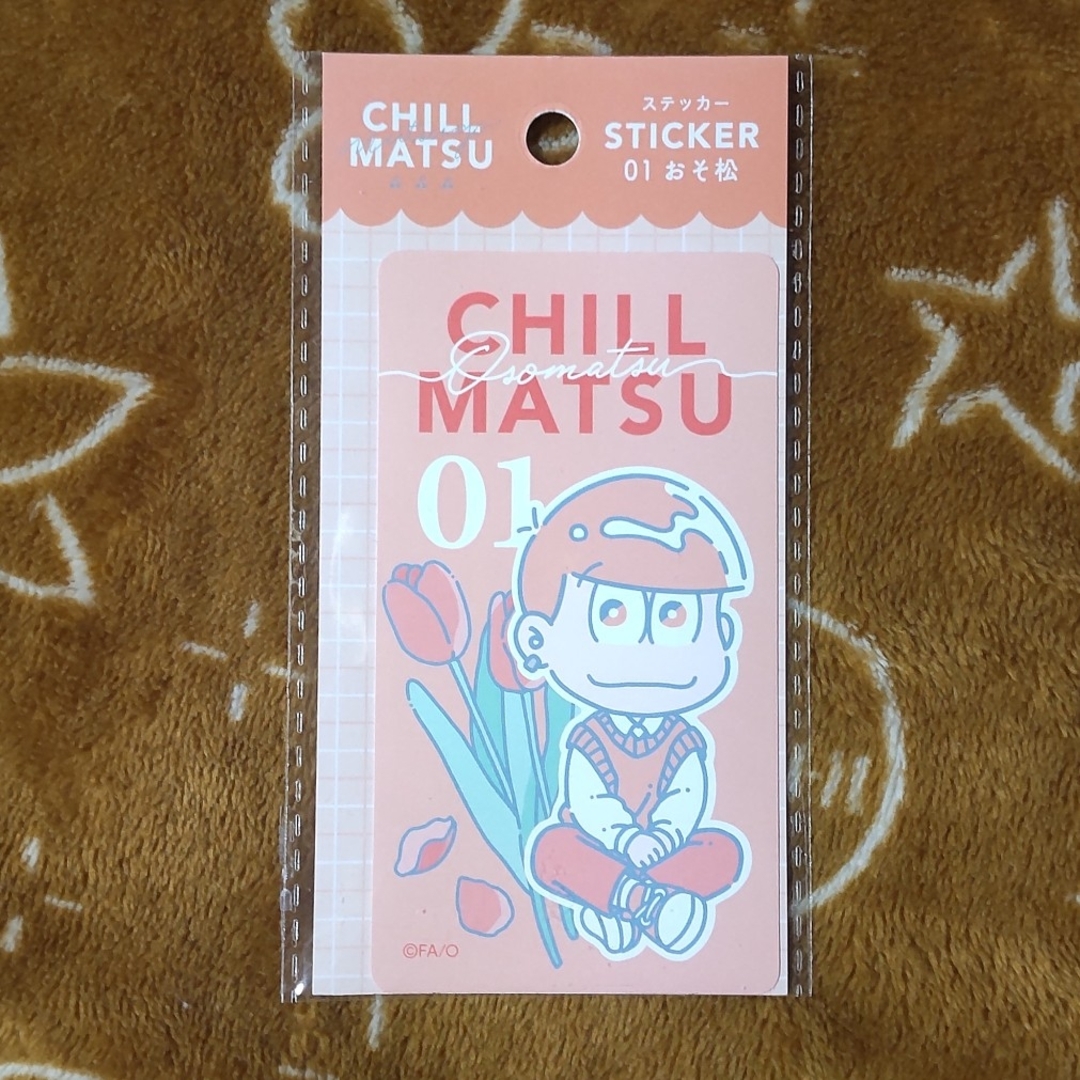 CHILL
MATSU
ステッカー
STICKER
01 おそ松
CHILL
Osomatsu
MATSU
01
©FA/O